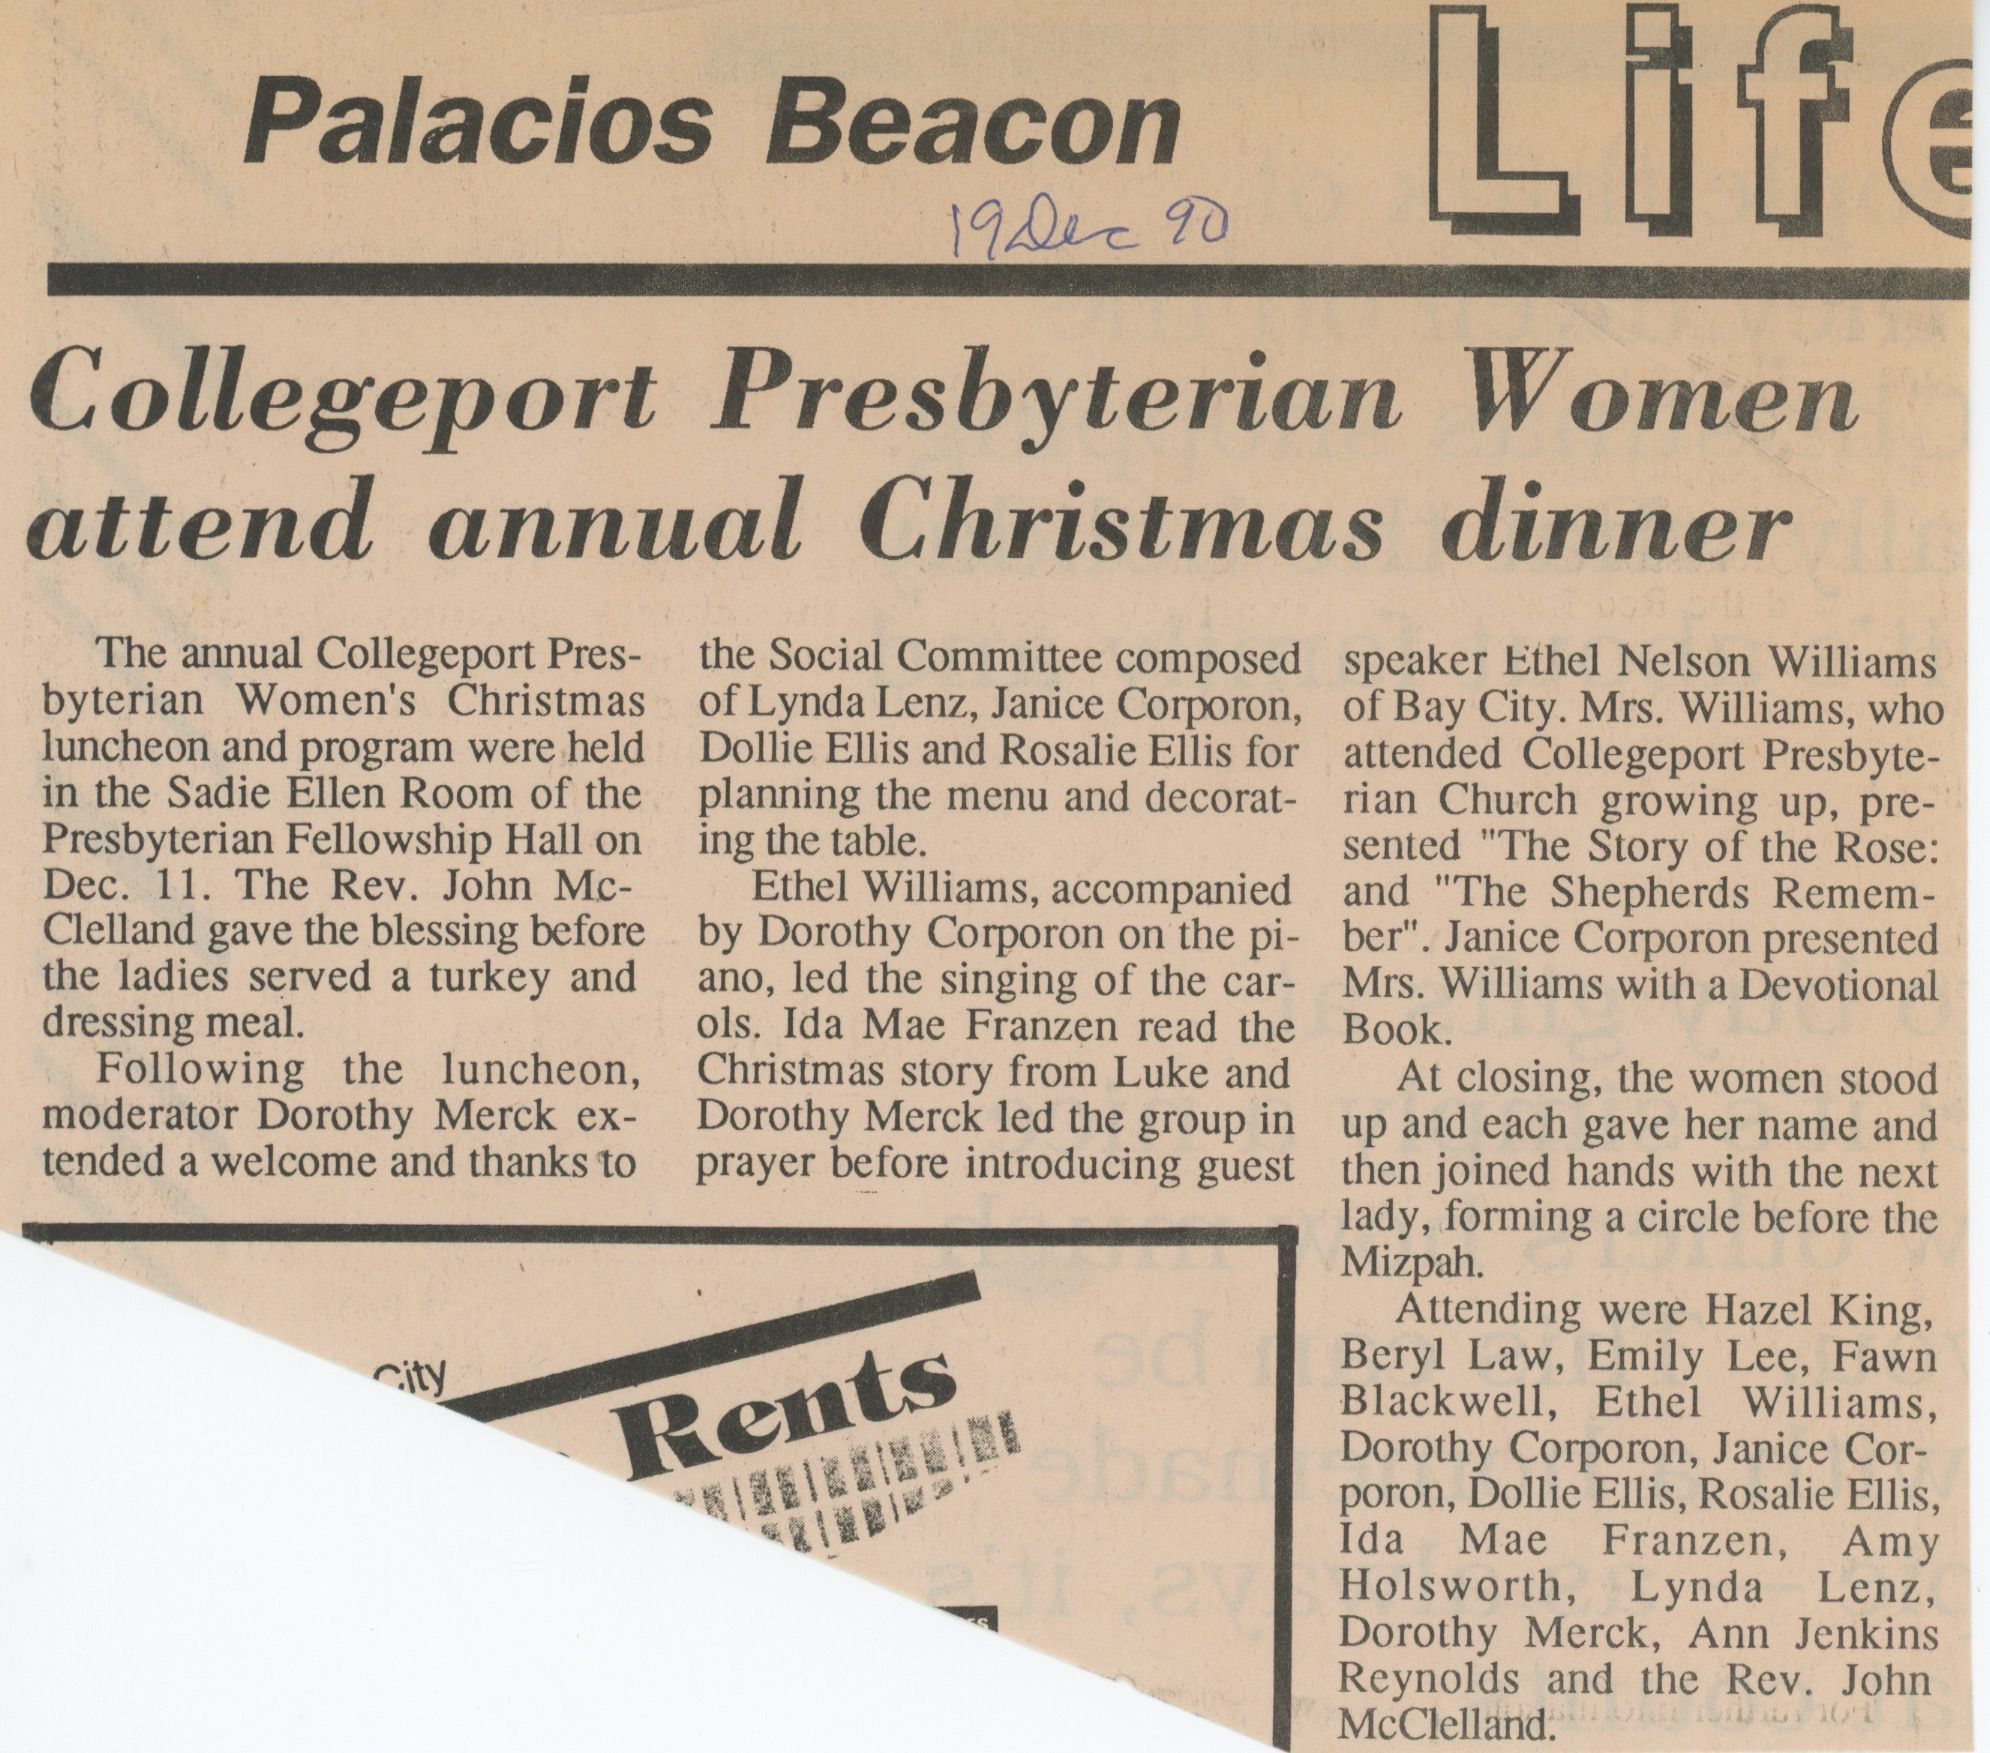 Palacios Beacon
Life
19 Dec 90
Collegeport Presbyterian Women
attend annual Christmas dinner
The annual Collegeport Pres-
byterian Women's Christmas
luncheon and program were held
in the Sadie Ellen Room of the
Presbyterian Fellowship Hall on
Dec. 11. The Rev. John Mc-
Clelland gave the blessing before
the ladies served a turkey and
dressing meal.
Following the luncheon,
moderator Dorothy Merck ex-
tended a welcome and thanks to
the Social Committee composed
of Lynda Lenz, Janice Corporon,
Dollie Ellis and Rosalie Ellis for
planning the menu and decorat-
ing the table.
Ethel Williams, accompanied
by Dorothy Corporon on the pi-
ano, led the singing of the car-
ols. Ida Mae Franzen read the
Christmas story from Luke and
Dorothy Merck led the group in
prayer before introducing guest
speaker Ethel Nelson Williams
of Bay City. Mrs. Williams, who
attended Collegeport Presbyte-
rian Church growing up, pre-
sented "The Story of the Rose:
and "The Shepherds Remem-
ber". Janice Corporon presented
Mrs. Williams with a Devotional
Book.
At closing, the women stood
up and each gave her name and
then joined hands with the next
lady, forming a circle before the
Mizpah.
Attending were Hazel King,
Beryl Law, Emily Lee, Fawn
Blackwell, Ethel Williams,
Dorothy Corporon, Janice Cor-
poron, Dollie Ellis, Rosalie Ellis,
Ida Mae Franzen, Amy
Holsworth, Lynda Lenz,
Dorothy Merck, Ann Jenkins
Reynolds and the Rev. John
McClelland.
City
Rents